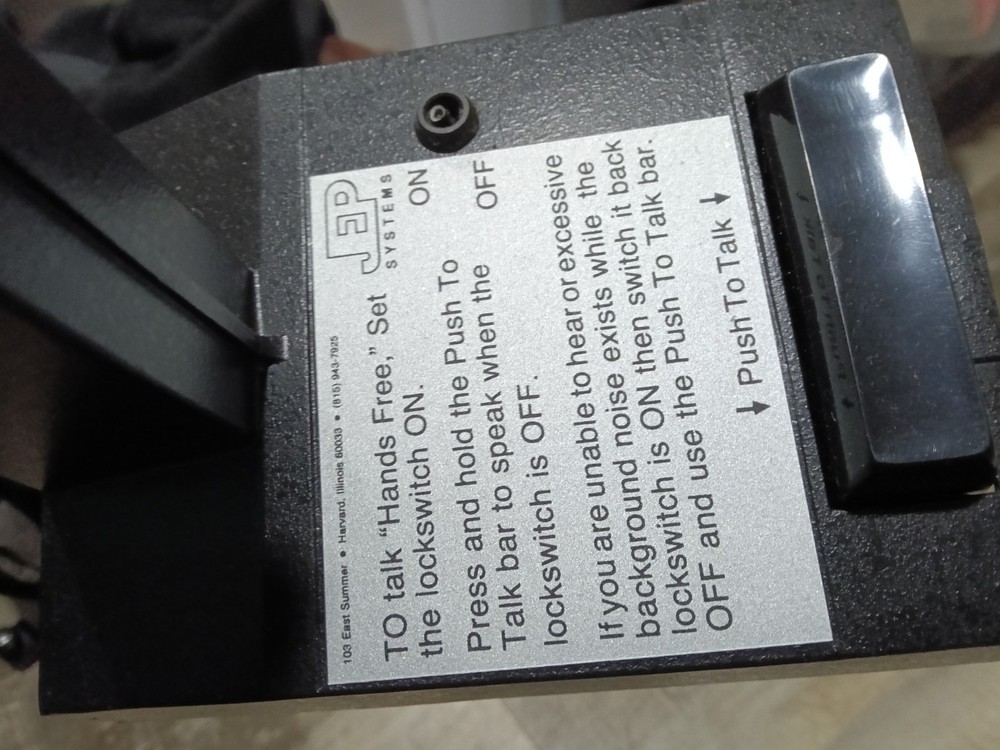 103 East Summer • Harvard, Illinois 60033 • (815) 943-7925
JEP
SYSTEMS
TO talk “Hands Free,” Set
the lockswitch ON.
ON
Press and hold the Push To
Talk bar to speak when the
lockswitch is OFF.
OFF
If you are unable to hear or excessive
background noise exists while the
lockswitch is ON then switch it back
OFF and use the Push To Talk bar.
↓ Push To Talk ↓